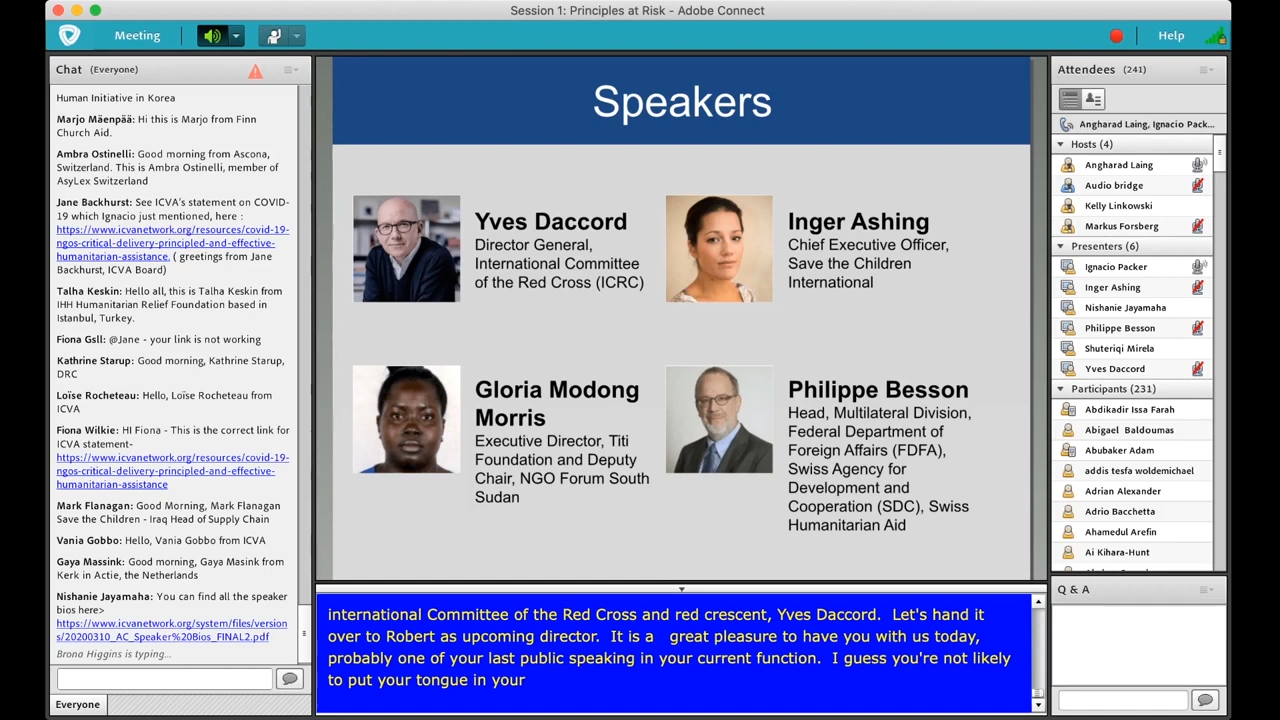 Session 1: Principles at Risk - Adobe Connect
Meeting
Help
Chat (Everyone)
Human Initiative in Korea
Marjo Mäenpää: Hi this is Marjo from Finn
Church Aid.
Ambra Ostinelli: Good morning from Ascona,
Switzerland. This is Ambra Ostinelli, member of
AsyLex Switzerland
Jane Backhurst: See ICVA's statement on COVID-
19 which Ignacio just mentioned, here :
https://www.icvanetwork.org/resources/covid-19-
ngos-critical-delivery-principled-and-effective-
humanitarian-assistance. ( greetings from Jane
Backhurst, ICVA Board)
Talha Keskin: Hello all, this is Talha Keskin from
IHH Humanitarian Relief Foundation based in
Istanbul, Turkey.
Fiona Gsll: @Jane - your link is not working
Kathrine Starup: Good morning, Kathrine Starup,
DRC
Loïse Rocheteau: Hello, Loïse Rocheteau from
ICVA
Fiona Wilkie: HI Fiona - This is the correct link for
ICVA statement-
https://www.icvanetwork.org/resources/covid-19-
ngos-critical-delivery-principled-and-effective-
humanitarian-assistance
Mark Flanagan: Good Morning, Mark Flanagan
Save the Children - Iraq Head of Supply Chain
Vania Gobbo: Hello, Vania Gobbo from ICVA
Gaya Massink: Good morning, Gaya Masink from
Kerk in Actie, the Netherlands
Nishanie Jayamaha: You can find all the speaker
bios here>
https://www.icvanetwork.org/system/files/version
s/20200310_AC_Speaker%20Bios_FINAL2.pdf
Brona Higgins is typing...
Everyone
Speakers
Yves Daccord
Director General,
International Committee
of the Red Cross (ICRC)
Inger Ashing
Chief Executive Officer,
Save the Children
International
Gloria Modong
Morris
Executive Director, Titi
Foundation and Deputy
Chair, NGO Forum South
Sudan
Philippe Besson
Head, Multilateral Division,
Federal Department of
Foreign Affairs (FDFA),
Swiss Agency for
Development and
Cooperation (SDC), Swiss
Humanitarian Aid
international Committee of the Red Cross and red crescent, Yves Daccord.  Let's hand it
over to Robert as upcoming director.  It is a   great pleasure to have you with us today,
probably one of your last public speaking in your current function.  I guess you're not likely
to put your tongue in your
Attendees (241)
Angharad Laing, Ignacio Pack...
Hosts (4)
Angharad Laing
Audio bridge
Kelly Linkowski
Markus Forsberg
Presenters (6)
Ignacio Packer
Inger Ashing
Nishanie Jayamaha
Philippe Besson
Shuteriqi Mirela
Yves Daccord
Participants (231)
Abdikadir Issa Farah
Abigael Baldoumas
Abubaker Adam
addis tesfa woldemichael
Adrian Alexander
Adrio Bacchetta
Ahamedul Arefin
Ai Kihara-Hunt
Q & A